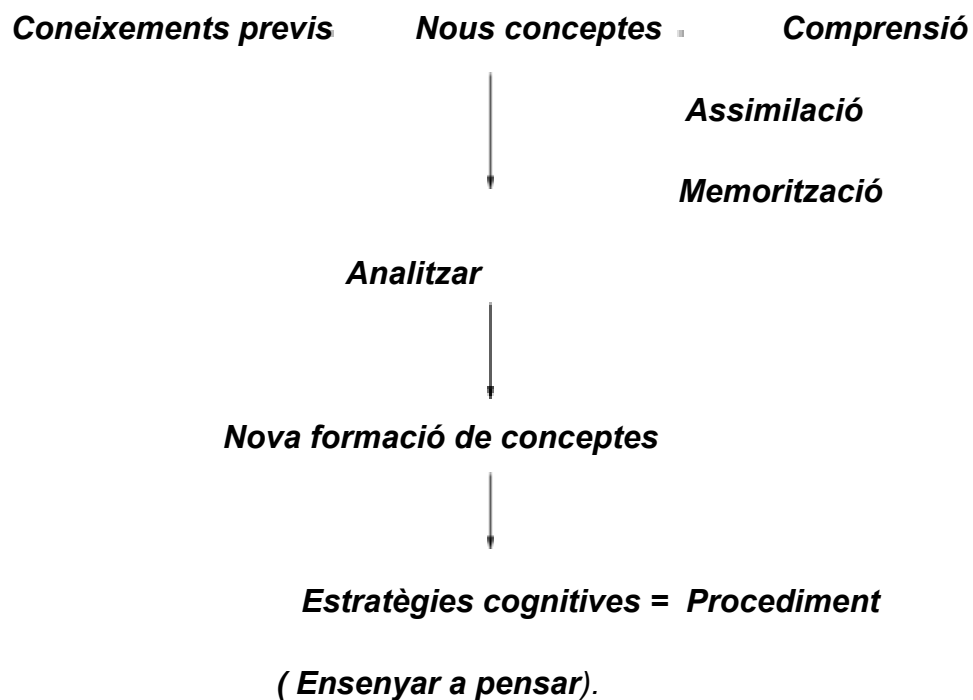 Coneixements previs Nous conceptes Comprensió
Assimilació
Memorització
Analitzar
Nova formació de conceptes
Estratègies cognitives = Procediment
( Ensenyar a pensar).